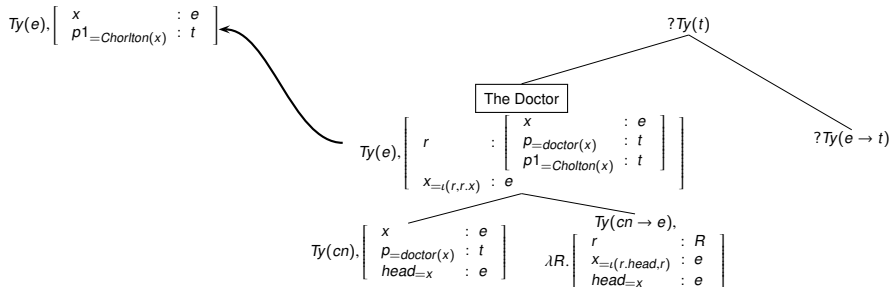 Ty(e), [ x : e
p1=Chorlton(x) : t ]
?Ty(t)
The Doctor
?Ty(e → t)
Ty(e), [ r : [ x : e
p=doctor(x) : t
p1=Cholton(x) : t ]
x=ι(r,r.x) : e ]
Ty(cn), [ x : e
p=doctor(x) : t
head=x : e ]
Ty(cn → e),
λR. [ r : R
x=ι(r.head,r) : e
head=x : e ]